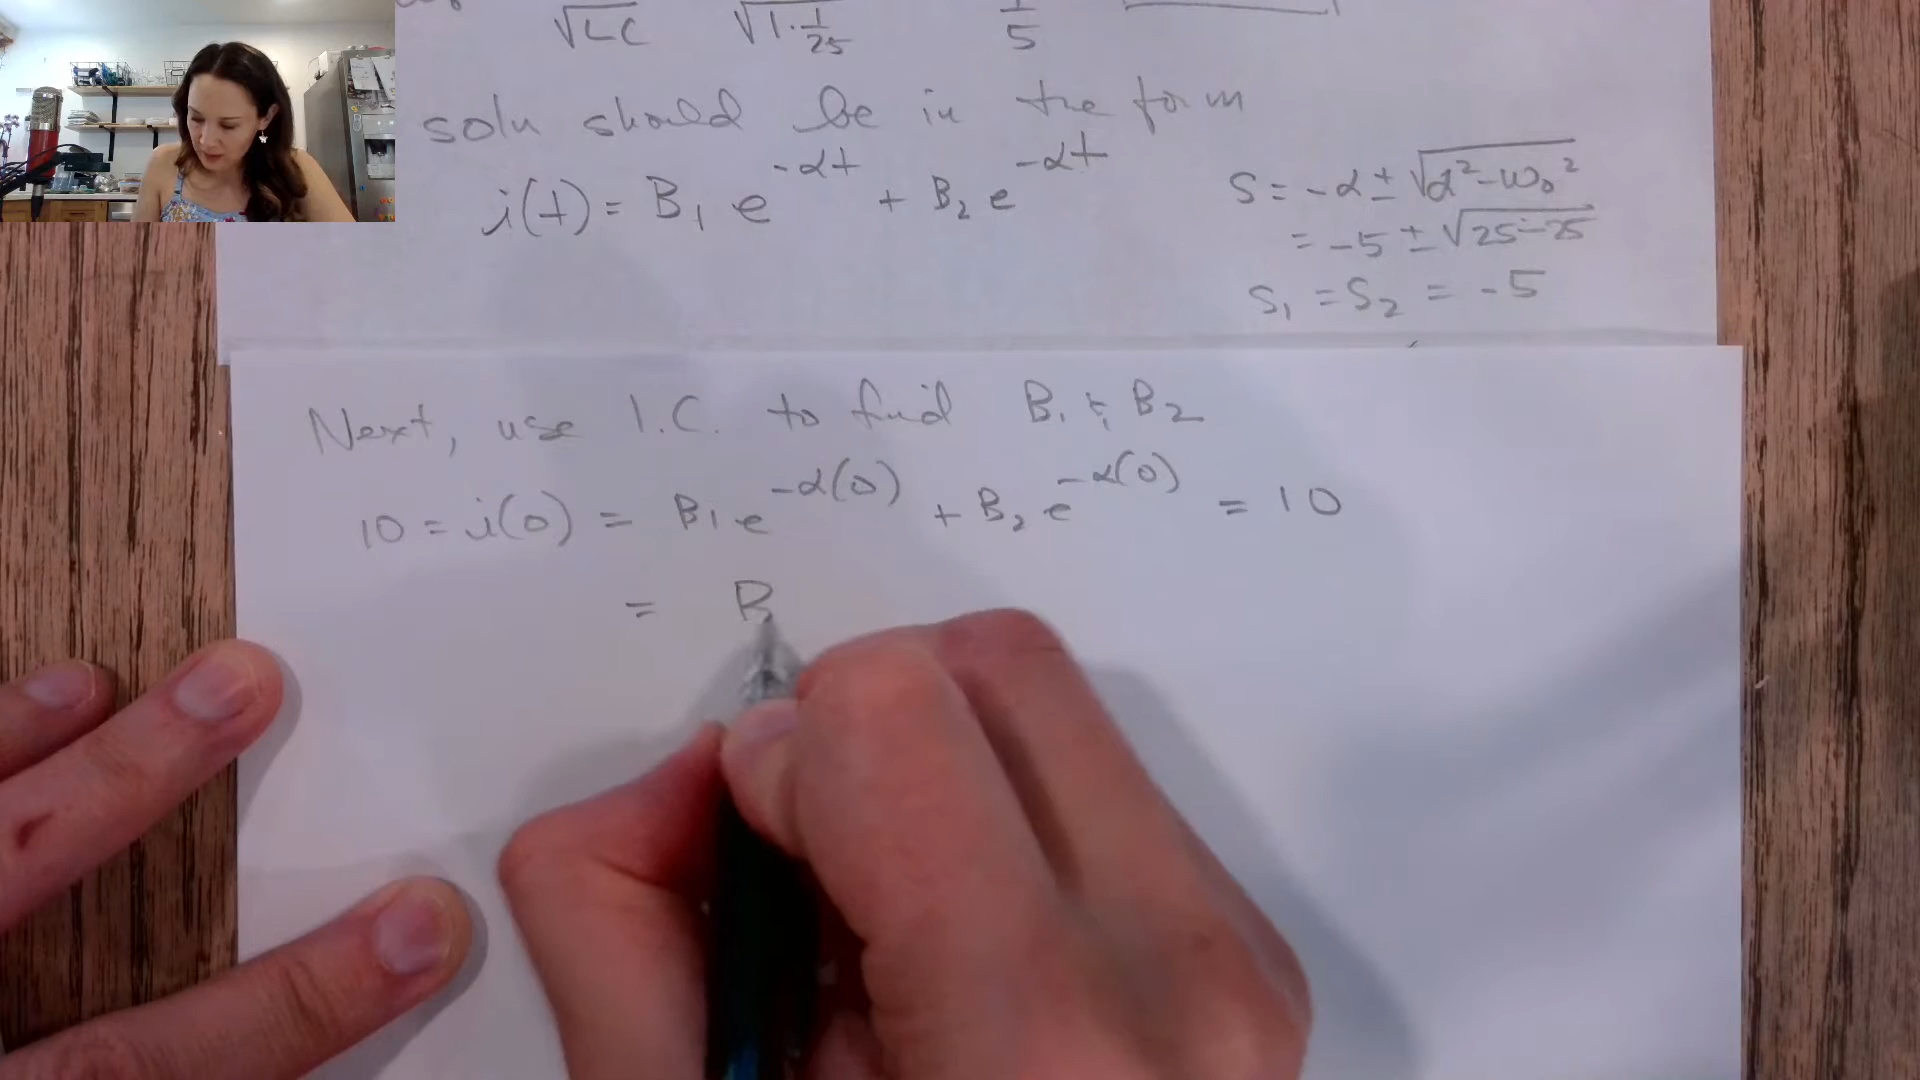 √LC √1·1/25 1/5
soln should be in the form
i(t) = B₁ e^-αt + B₂ e^-αt
S = -α ± √α²-ω₀²
= -5 ± √25-25
S₁ = S₂ = -5
Next, use I.C. to find B₁ & B₂
10 = i(0) = B₁ e^-α(0) + B₂ e^-α(0) = 10
= B